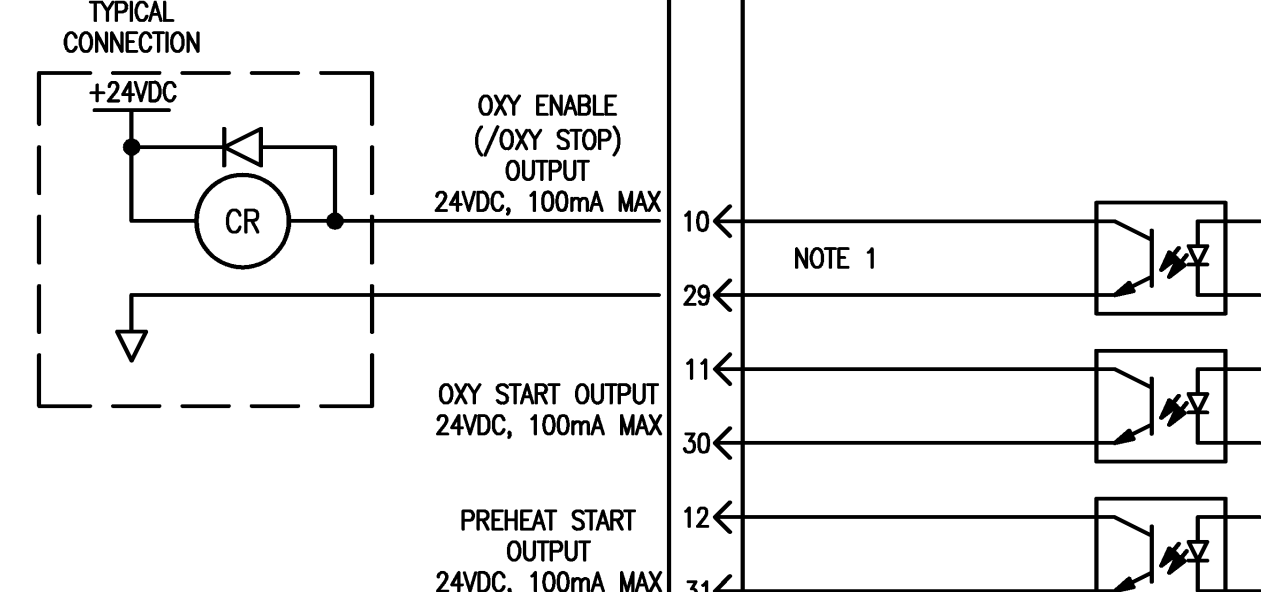 TYPICAL
CONNECTION
+24VDC
CR
OXY ENABLE
(/OXY STOP)
OUTPUT
24VDC, 100mA MAX
10
NOTE 1
29
OXY START OUTPUT
24VDC, 100mA MAX
11
30
PREHEAT START
OUTPUT
24VDC, 100mA MAX
12
31